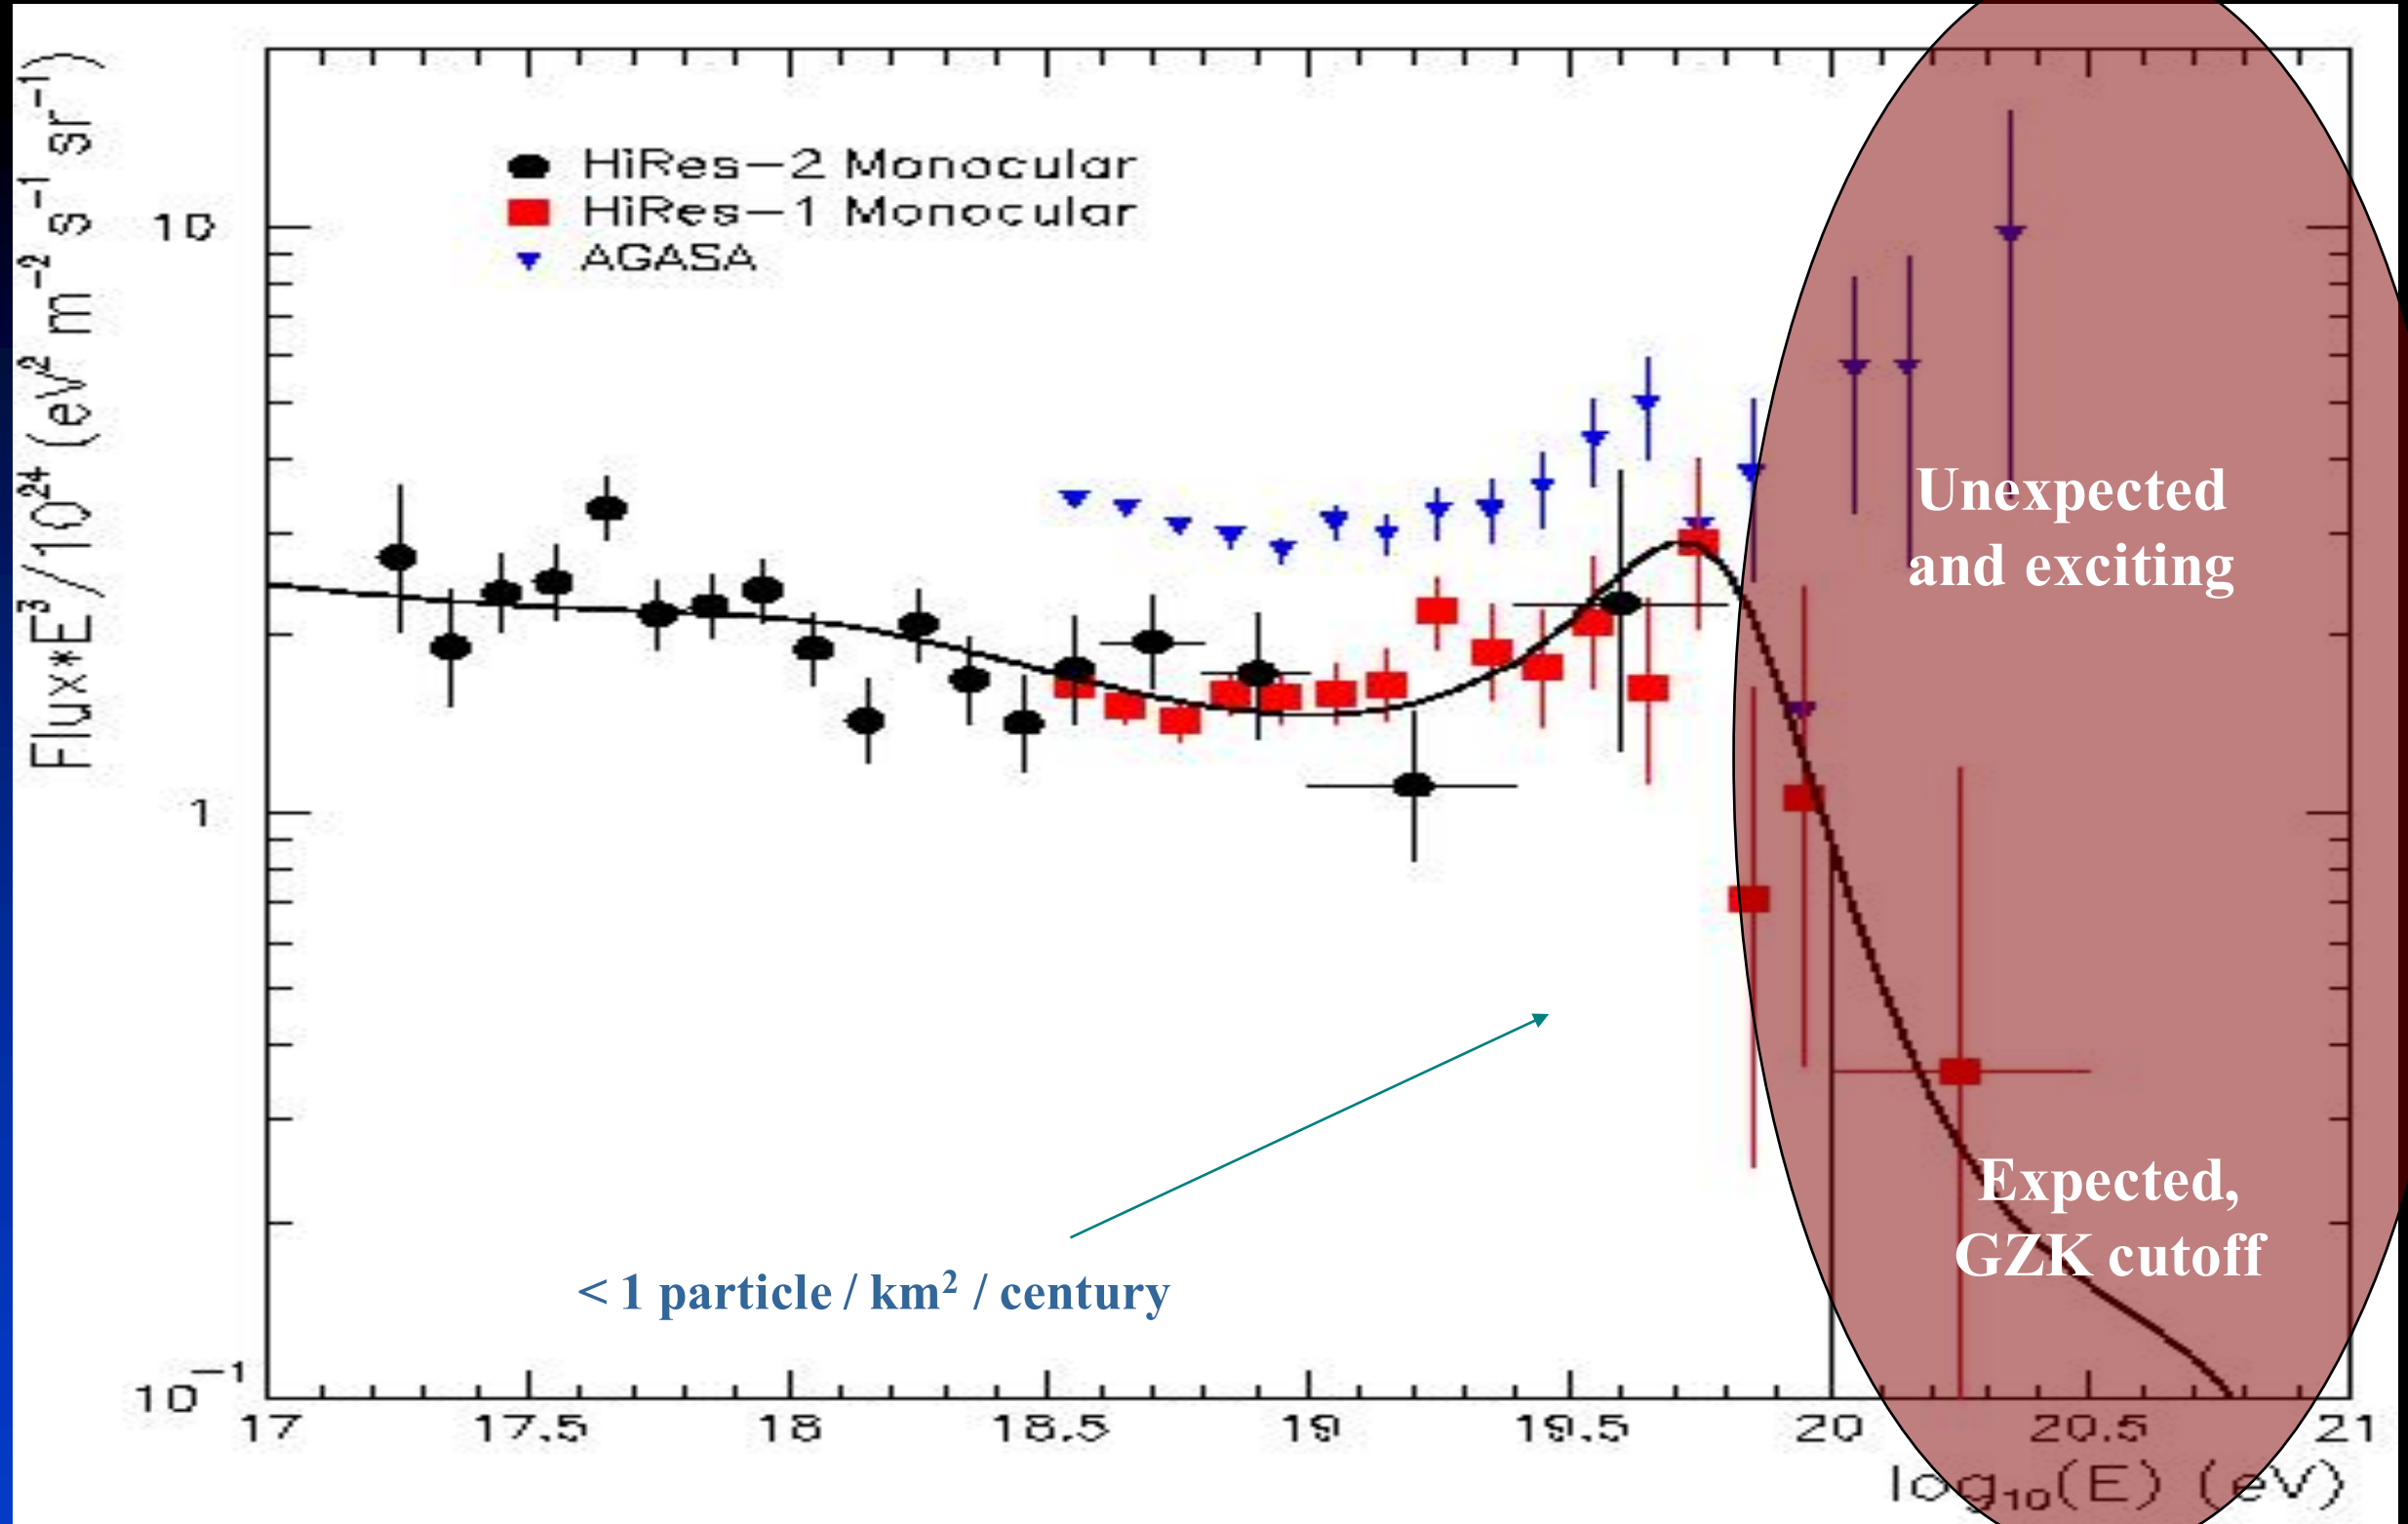 Flux*E³/10²⁴ (eV² m⁻² s⁻¹ sr⁻¹)
HiRes-2 Monocular
HiRes-1 Monocular
AGASA
10
1
10⁻¹
Unexpected
and exciting
Expected,
GZK cutoff
< 1 particle / km² / century
17 17.5 18 18.5 19 19.5 20 20.5 21
log₁₀(E) (eV)